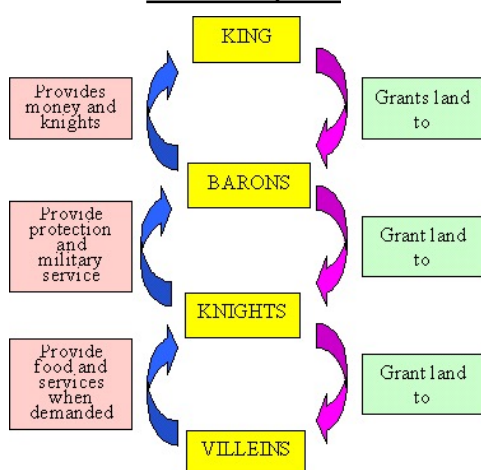 KING
Provides
money and
knights
Grants land
to
BARONS
Provide
protection
and
military
service
Grant land
to
KNIGHTS
Provide
food and
services
when
demanded
Grant land
to
VILLEINS